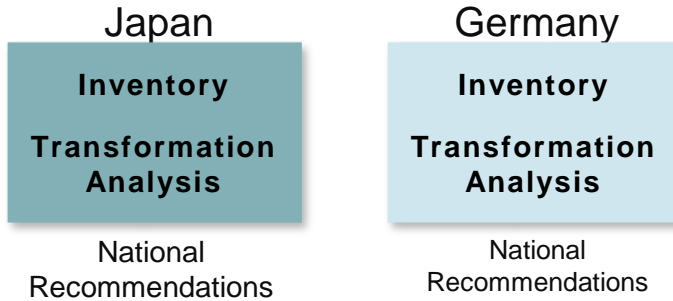 Japan
Inventory
Transformation
Analysis
National
Recommendations
Germany
Inventory
Transformation
Analysis
National
Recommendations